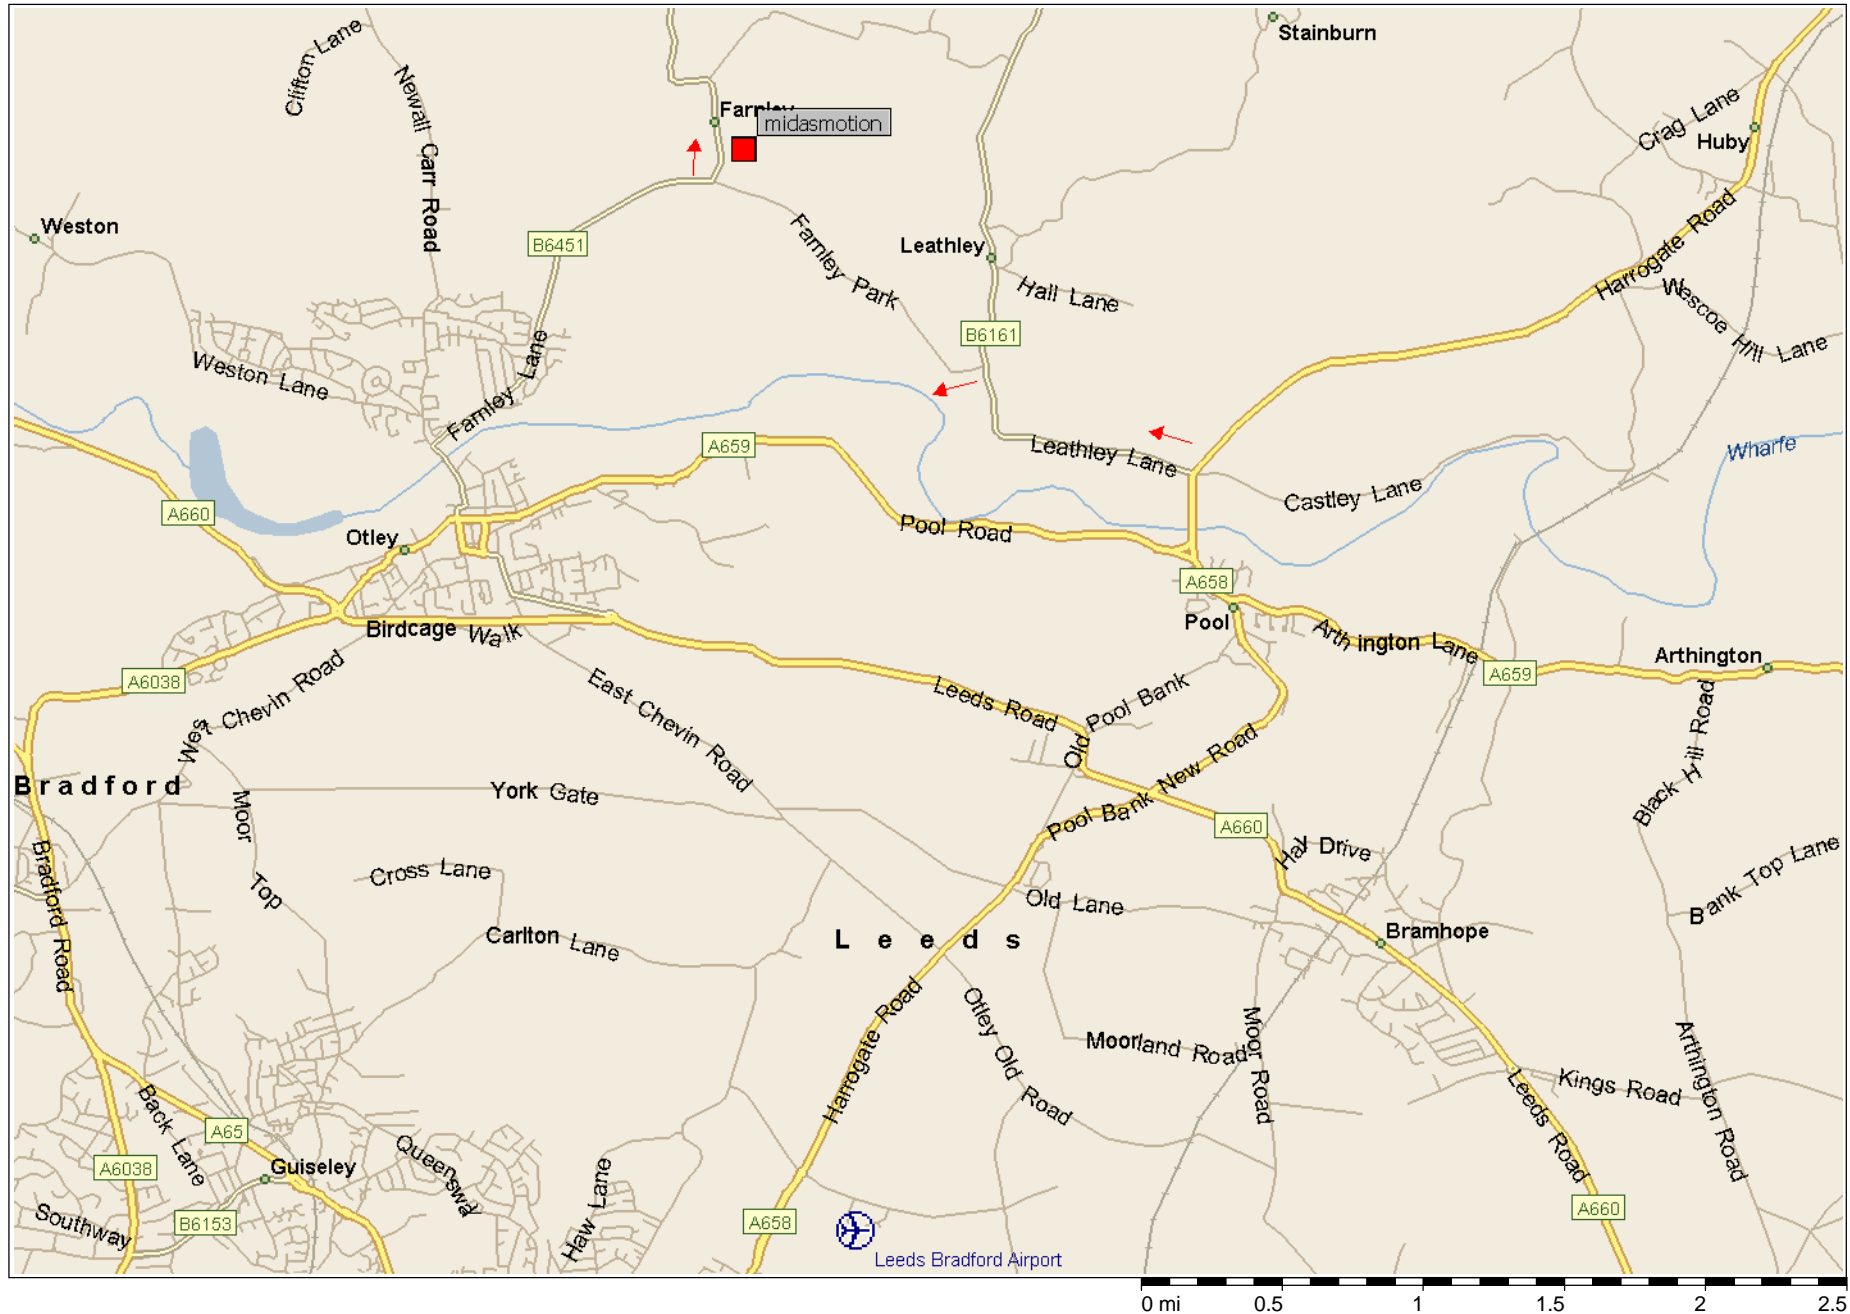 Stainburn
Clifton Lane
Newall Carr Road
Farnley
midasmotion
Crag Lane
Huby
Weston
B6451
Farnley Park
Leathley
Hall Lane
B6161
Harrogate Road
Wescoe Hill Lane
Weston Lane
Farnley Lane
A659
Leathley Lane
Castley Lane
Wharfe
A660
Otley
Pool Road
A658
Pool
Birdcage Walk
Arthington Lane
Arthington
A659
A6038
West Chevin Road
East Chevin Road
Leeds Road
Old Pool Bank
Black Hill Road
Bradford
York Gate
Pool Bank New Road
A660
Moor Top
Hall Drive
Bank Top Lane
Bradford Road
Cross Lane
Old Lane
Carlton Lane
Leeds
Bramhope
Harrogate Road
Otley Old Road
Moorland Road
Moor Road
Kings Road
Arthington Road
Leeds Road
Back Lane
A65
A6038
Guiseley
Queenswa
Haw Lane
Southway
B6153
A658
A660
Leeds Bradford Airport
0 mi 0.5 1 1.5 2 2.5